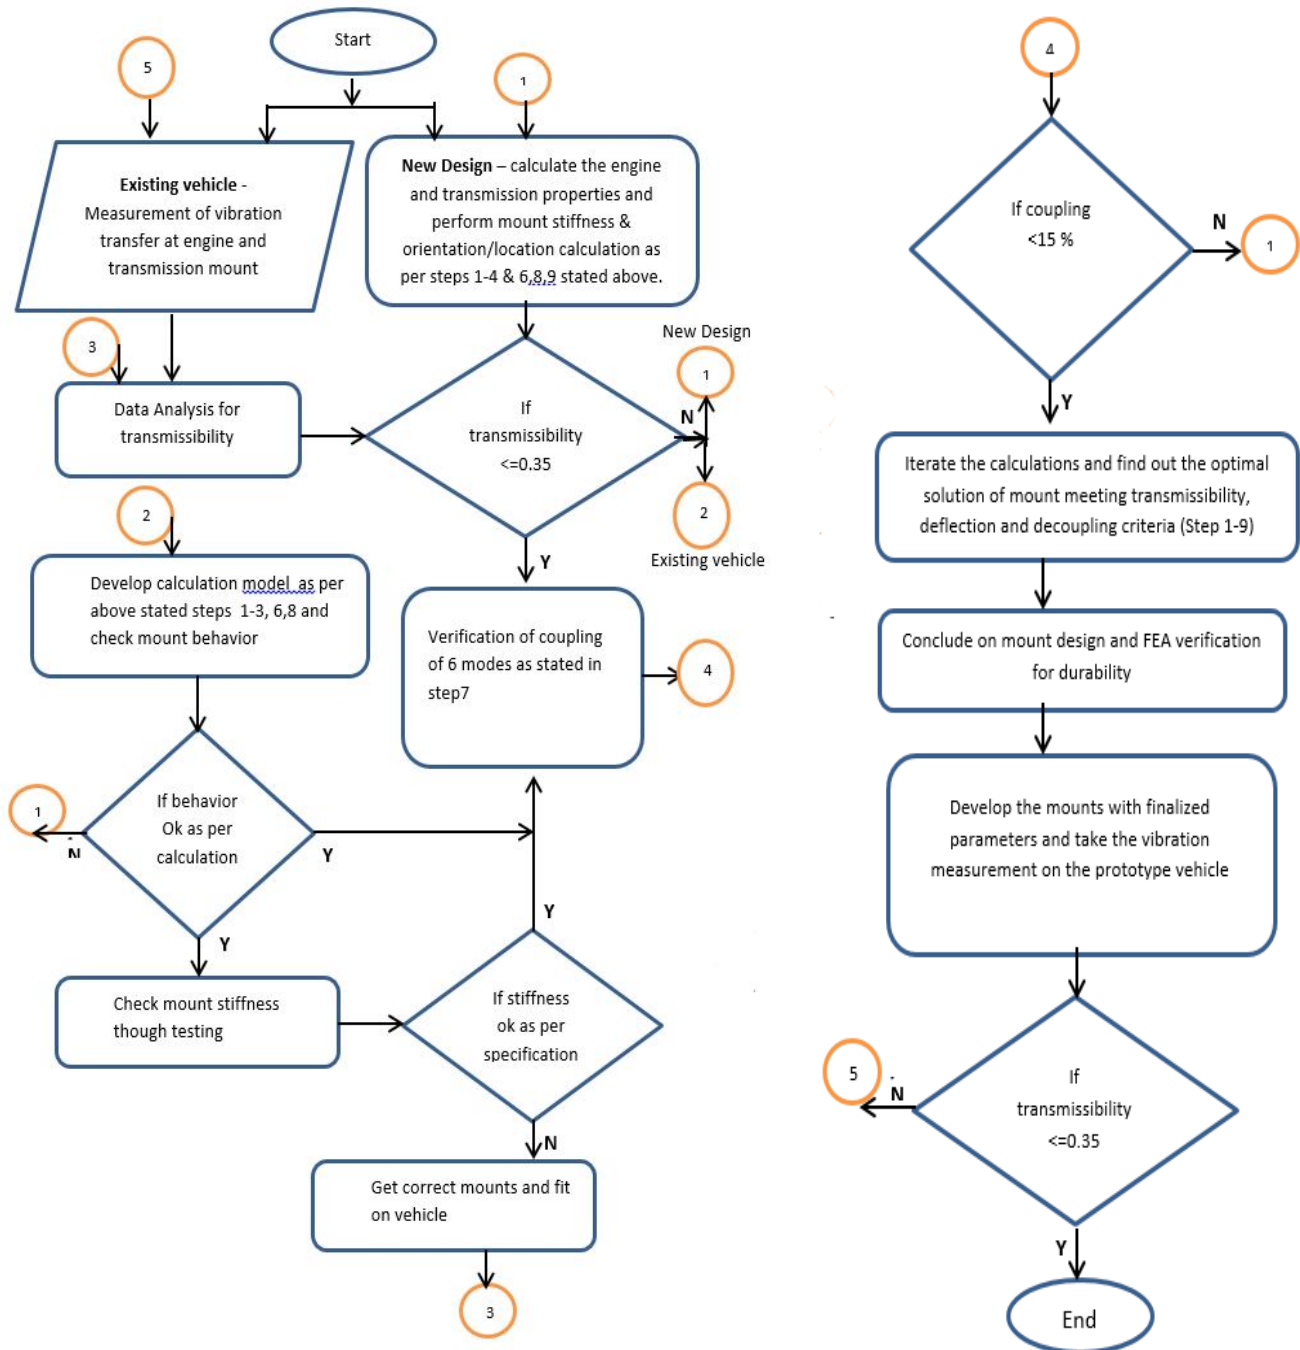 Start
5
1
Existing vehicle -
Measurement of vibration
transfer at engine and
transmission mount
New Design – calculate the engine
and transmission properties and
perform mount stiffness &
orientation/location calculation as
per steps 1-4 & 6,8,9 stated above.
3
Data Analysis for
transmissibility
If
transmissibility
<=0.35
New Design
1
N
2
Existing vehicle
Y
2
Develop calculation model as per
above stated steps 1-3, 6,8 and
check mount behavior
Verification of coupling
of 6 modes as stated in
step7
4
1
N
If behavior
Ok as per
calculation
Y
Y
Check mount stiffness
though testing
Y
If stiffness
ok as per
specification
N
Get correct mounts and fit
on vehicle
3
4
If coupling
<15 %
N
1
Y
Iterate the calculations and find out the optimal
solution of mount meeting transmissibility,
deflection and decoupling criteria (Step 1-9)
Conclude on mount design and FEA verification
for durability
Develop the mounts with finalized
parameters and take the vibration
measurement on the prototype vehicle
5
N
If
transmissibility
<=0.35
Y
End